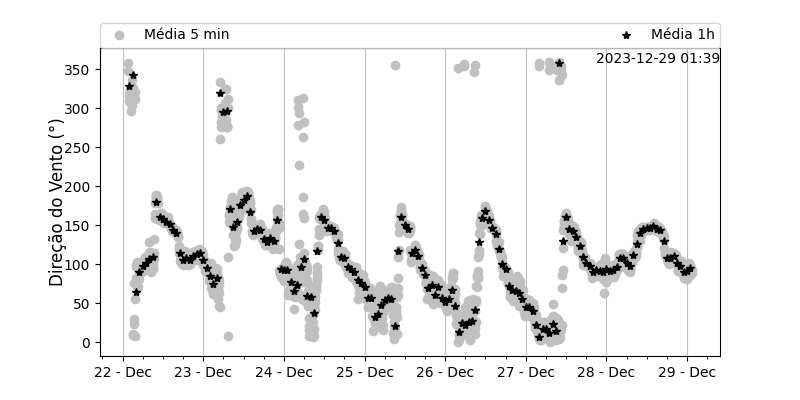 Média 5 min
Média 1h
2023-12-29 01:39
Direção do Vento (°)
350
300
250
200
150
100
50
0
22 - Dec
23 - Dec
24 - Dec
25 - Dec
26 - Dec
27 - Dec
28 - Dec
29 - Dec